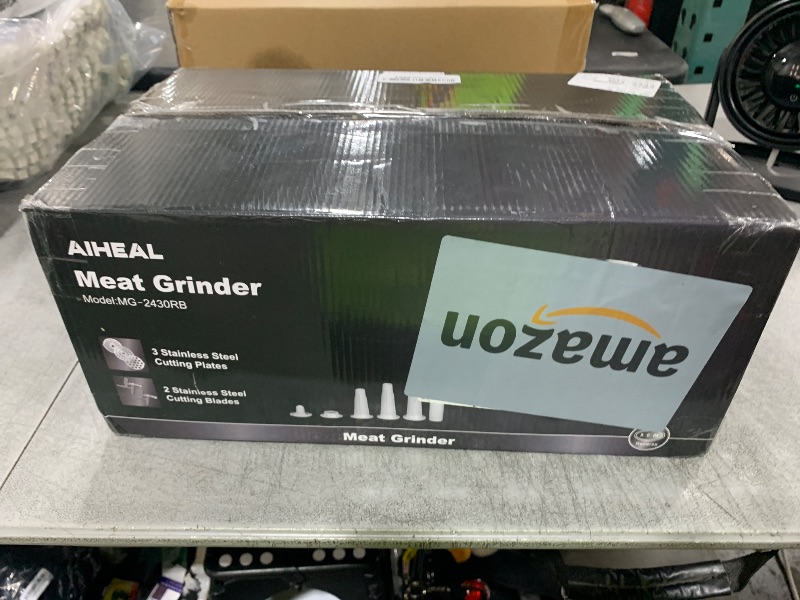 AIHEAL
Meat Grinder
Model:MG-2430RB
3 Stainless Steel
Cutting Plates
2 Stainless Steel
Cutting Blades
amazon
Meat Grinder